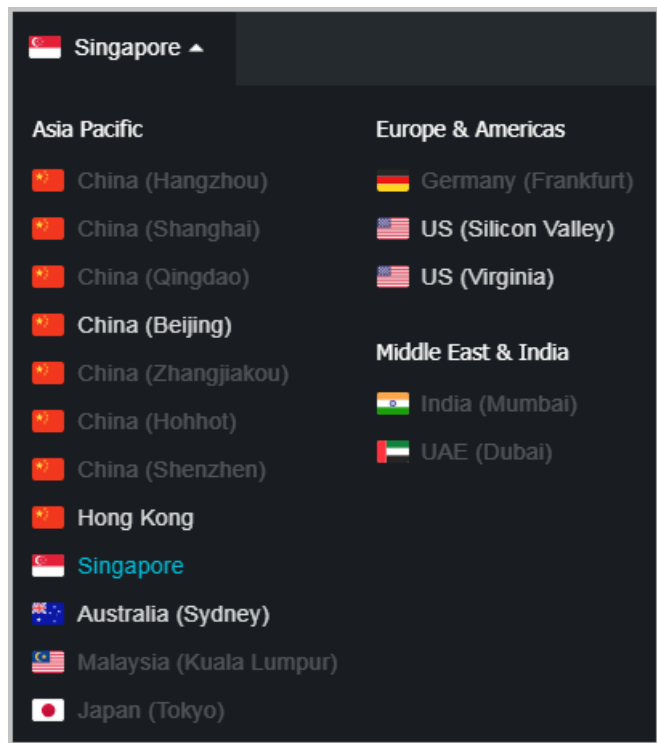 Singapore
Asia Pacific
China (Hangzhou)
China (Shanghai)
China (Qingdao)
China (Beijing)
China (Zhangjiakou)
China (Hohhot)
China (Shenzhen)
Hong Kong
Singapore
Australia (Sydney)
Malaysia (Kuala Lumpur)
Japan (Tokyo)
Europe & Americas
Germany (Frankfurt)
US (Silicon Valley)
US (Virginia)
Middle East & India
India (Mumbai)
UAE (Dubai)